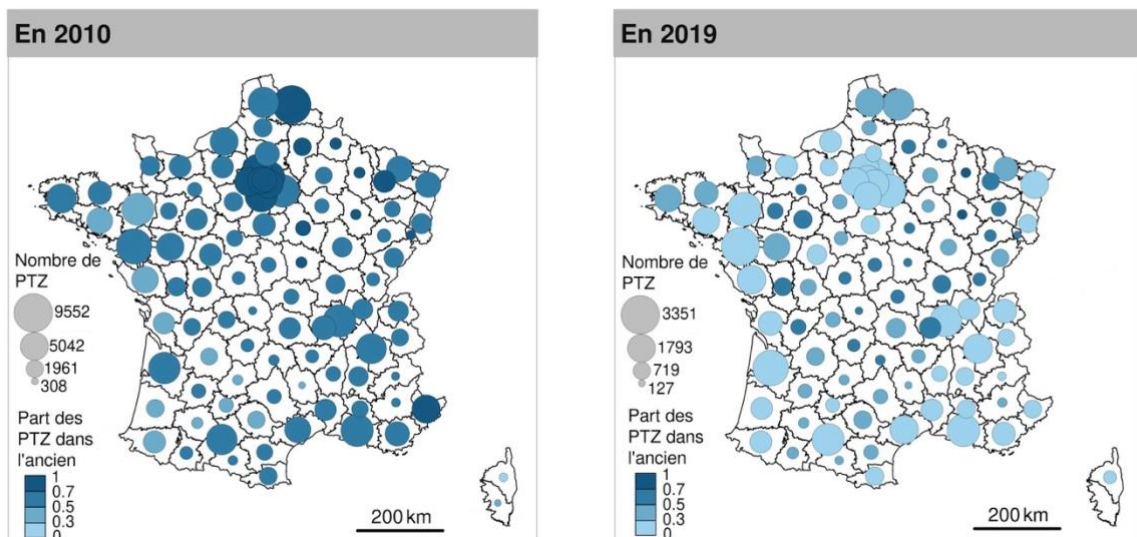 En 2010
Nombre de
PTZ
9552
5042
1961
308
Part des
PTZ dans
l'ancien
1
0.7
0.5
0.3
0
200 km
En 2019
Nombre de
PTZ
3351
1793
719
127
Part des
PTZ dans
l'ancien
1
0.7
0.5
0.3
0
200 km